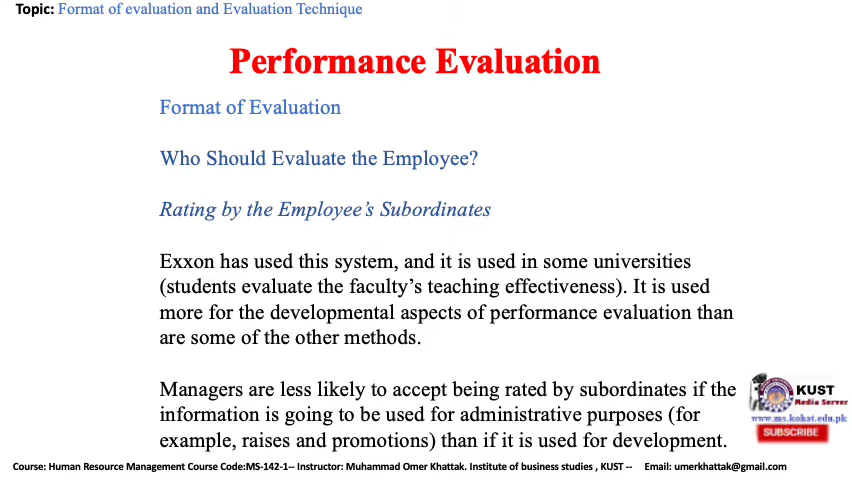 Topic: Format of evaluation and Evaluation Technique
Performance Evaluation
Format of Evaluation
Who Should Evaluate the Employee?
Rating by the Employee’s Subordinates
Exxon has used this system, and it is used in some universities
(students evaluate the faculty’s teaching effectiveness). It is used
more for the developmental aspects of performance evaluation than
are some of the other methods.
Managers are less likely to accept being rated by subordinates if the
information is going to be used for administrative purposes (for
example, raises and promotions) than if it is used for development.
KUST
Media Server
www.ms.kohat.edu.pk
SUBSCRIBE
Course: Human Resource Management Course Code:MS-142-1-- Instructor: Muhammad Omer Khattak. Institute of business studies , KUST -- Email: umerkhattak@gmail.com